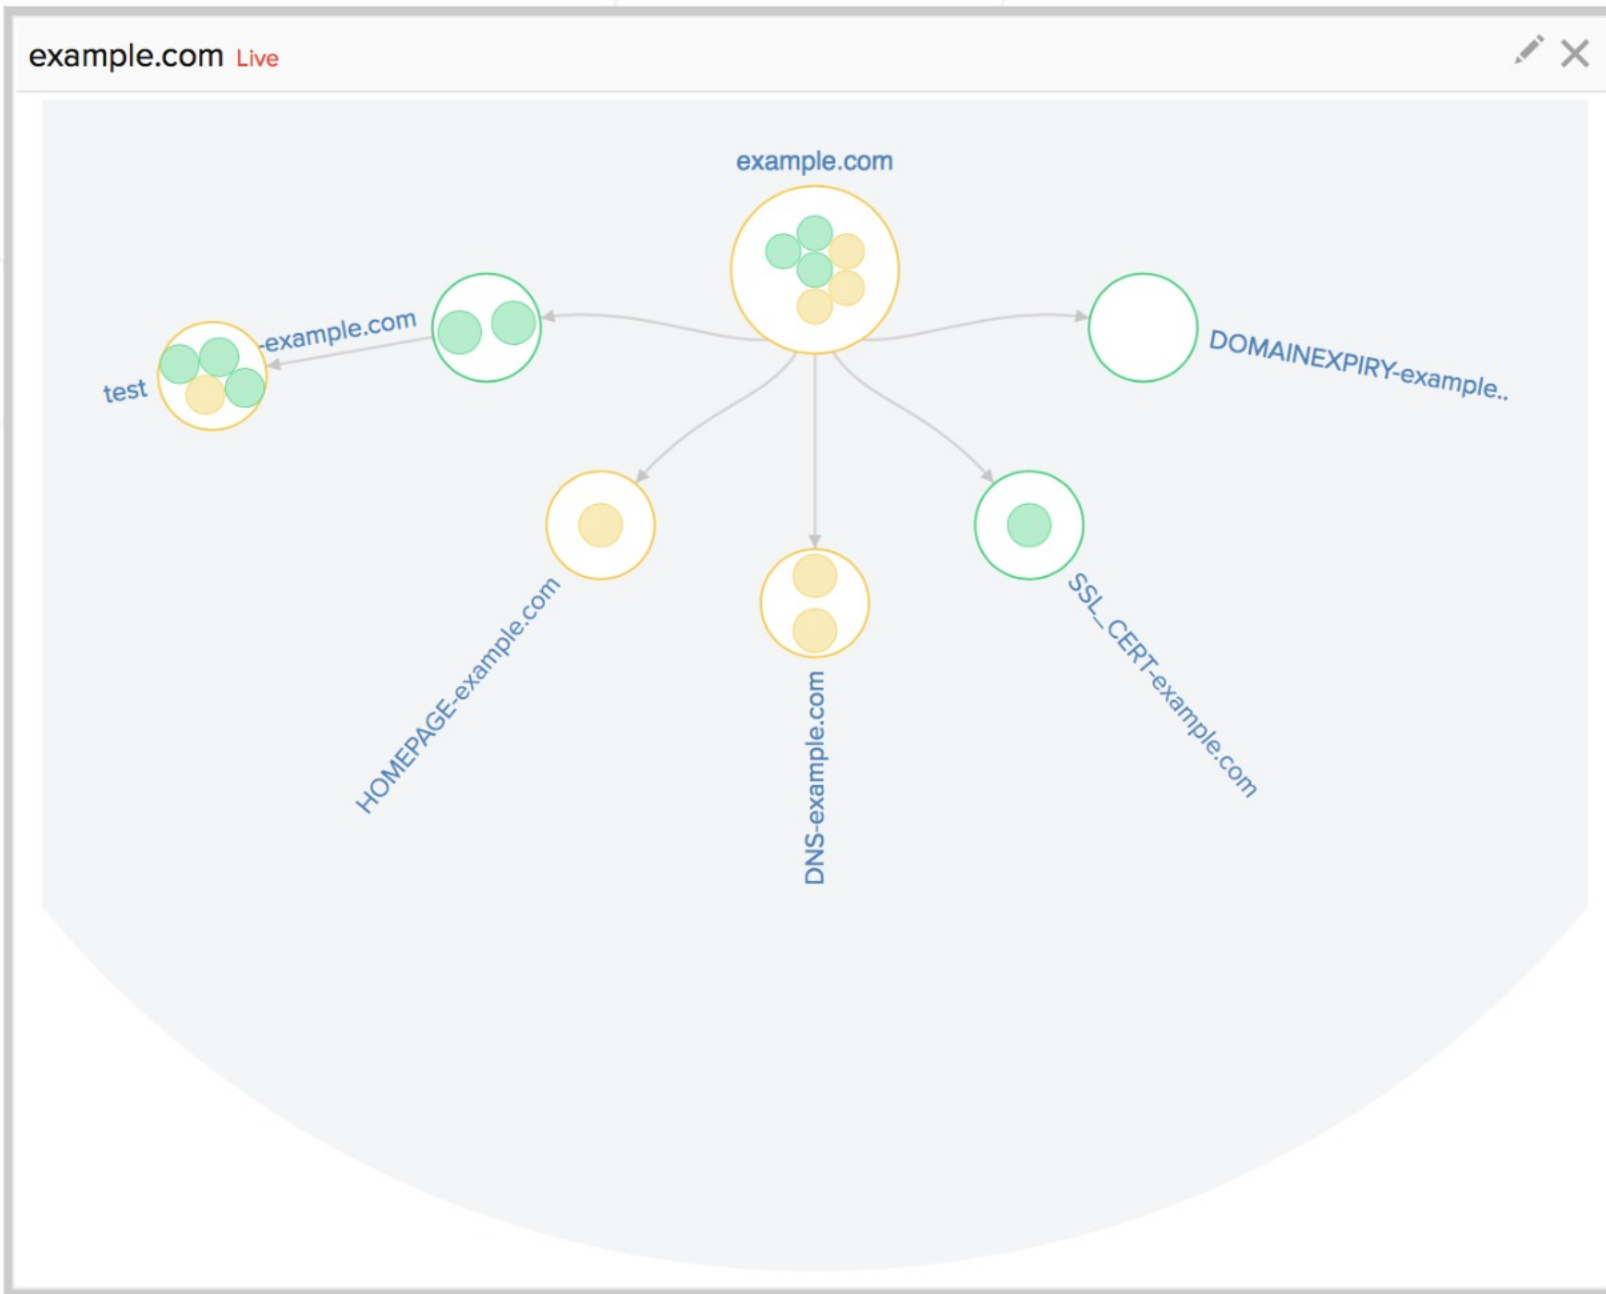 example.com Live
example.com
-example.com
test
DOMAINEXPIRY-example..
HOMEPAGE-example.com
DNS-example.com
SSL_CERT-example.com